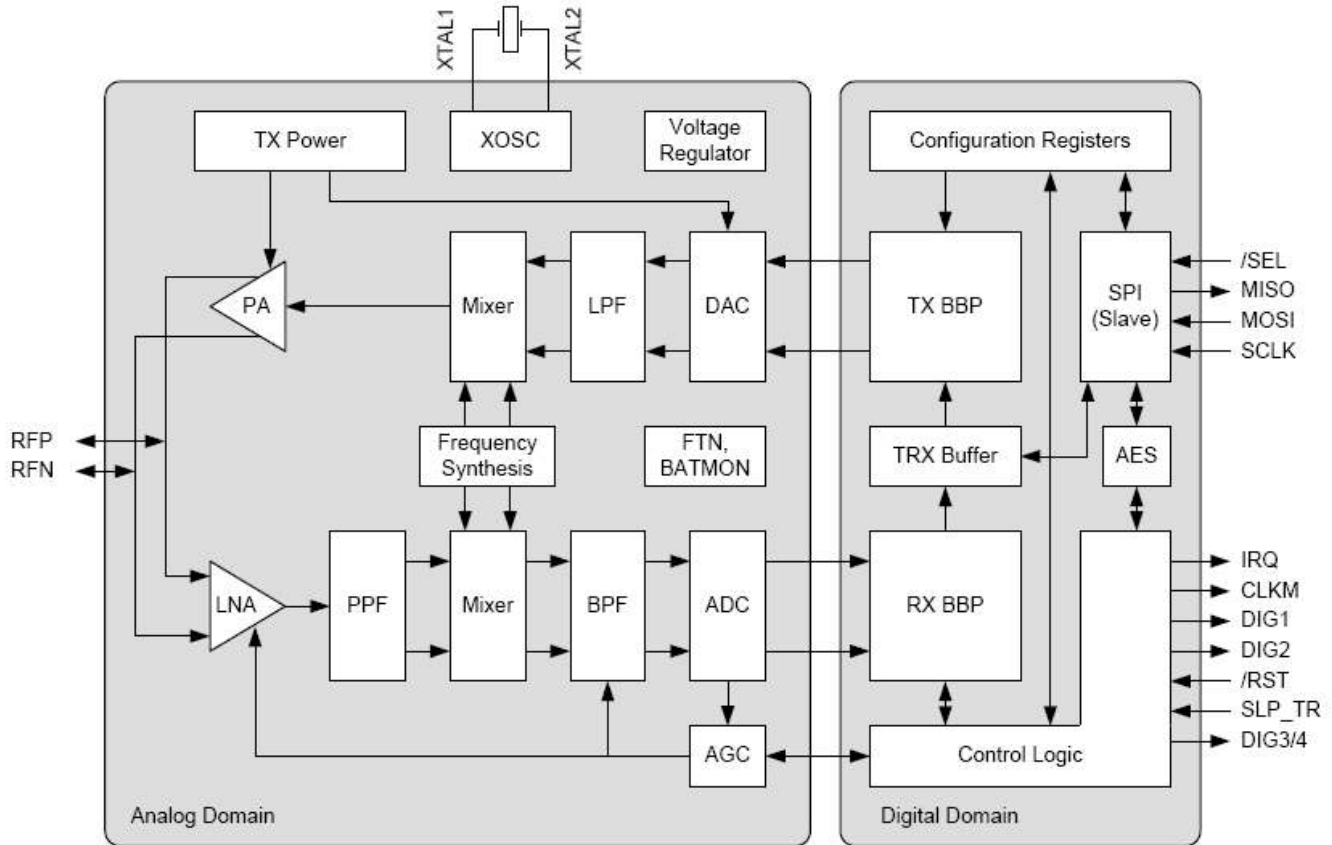 XTAL1
XTAL2
TX Power
XOSC
Voltage
Regulator
Configuration Registers
PA
Mixer
LPF
DAC
TX BBP
SPI
(Slave)
/SEL
MISO
MOSI
SCLK
RFP
RFN
Frequency
Synthesis
FTN,
BATMON
TRX Buffer
AES
LNA
PPF
Mixer
BPF
ADC
RX BBP
IRQ
CLKM
DIG1
DIG2
/RST
SLP_TR
DIG3/4
AGC
Control Logic
Analog Domain
Digital Domain